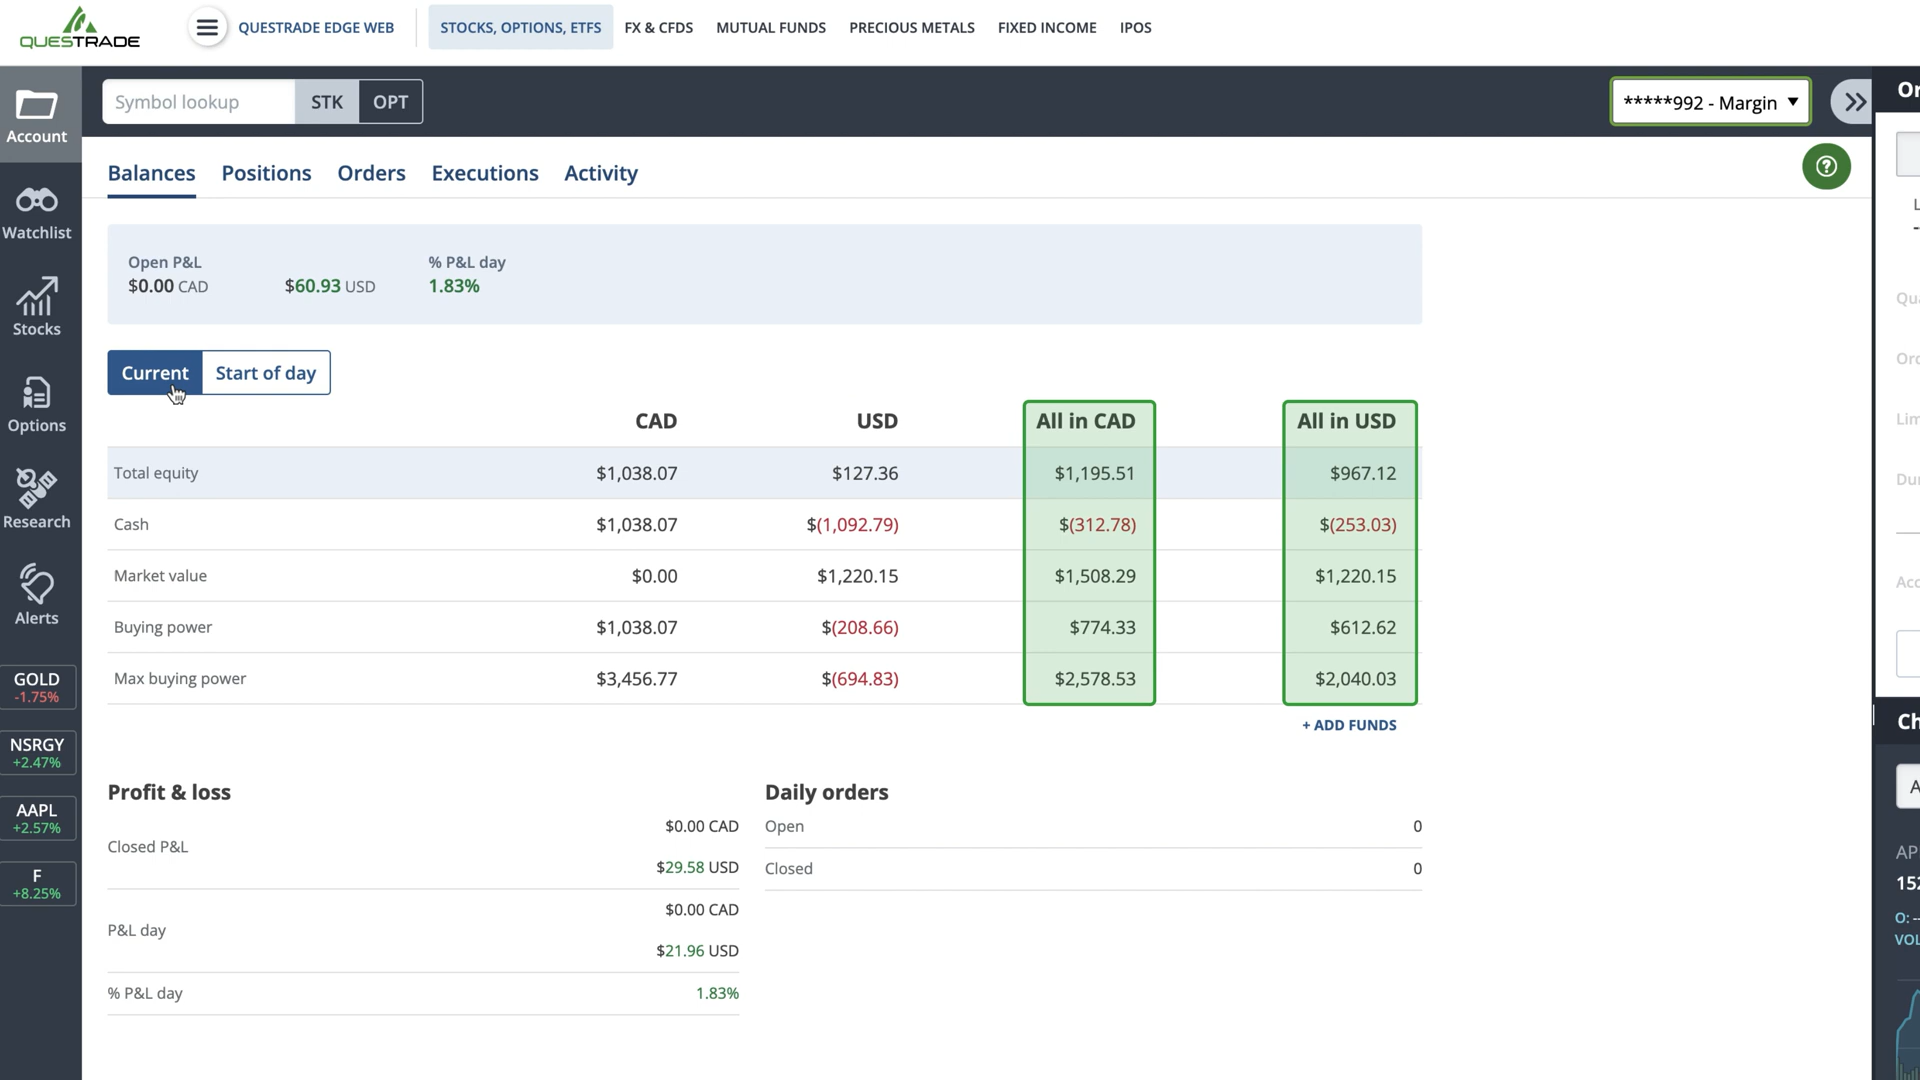 QUESTRADE
QUESTRADE EDGE WEB
STOCKS, OPTIONS, ETFS
FX & CFDS
MUTUAL FUNDS
PRECIOUS METALS
FIXED INCOME
IPOS
Symbol lookup
STK
OPT
*****992 - Margin
Account
Watchlist
Stocks
Options
Research
Alerts
GOLD
-1.75%
NSRGY
+2.47%
AAPL
+2.57%
F
+8.25%
Balances Positions Orders Executions Activity
Open P&L % P&L day
$0.00 CAD $60.93 USD 1.83%
Current Start of day
CAD USD All in CAD All in USD
Total equity $1,038.07 $127.36 $1,195.51 $967.12
Cash $1,038.07 $(1,092.79) $(312.78) $(253.03)
Market value $0.00 $1,220.15 $1,508.29 $1,220.15
Buying power $1,038.07 $(208.66) $774.33 $612.62
Max buying power $3,456.77 $(694.83) $2,578.53 $2,040.03
+ ADD FUNDS
Profit & loss
$0.00 CAD
Closed P&L
$29.58 USD
$0.00 CAD
P&L day
$21.96 USD
% P&L day 1.83%
Daily orders
Open 0
Closed 0
O: --